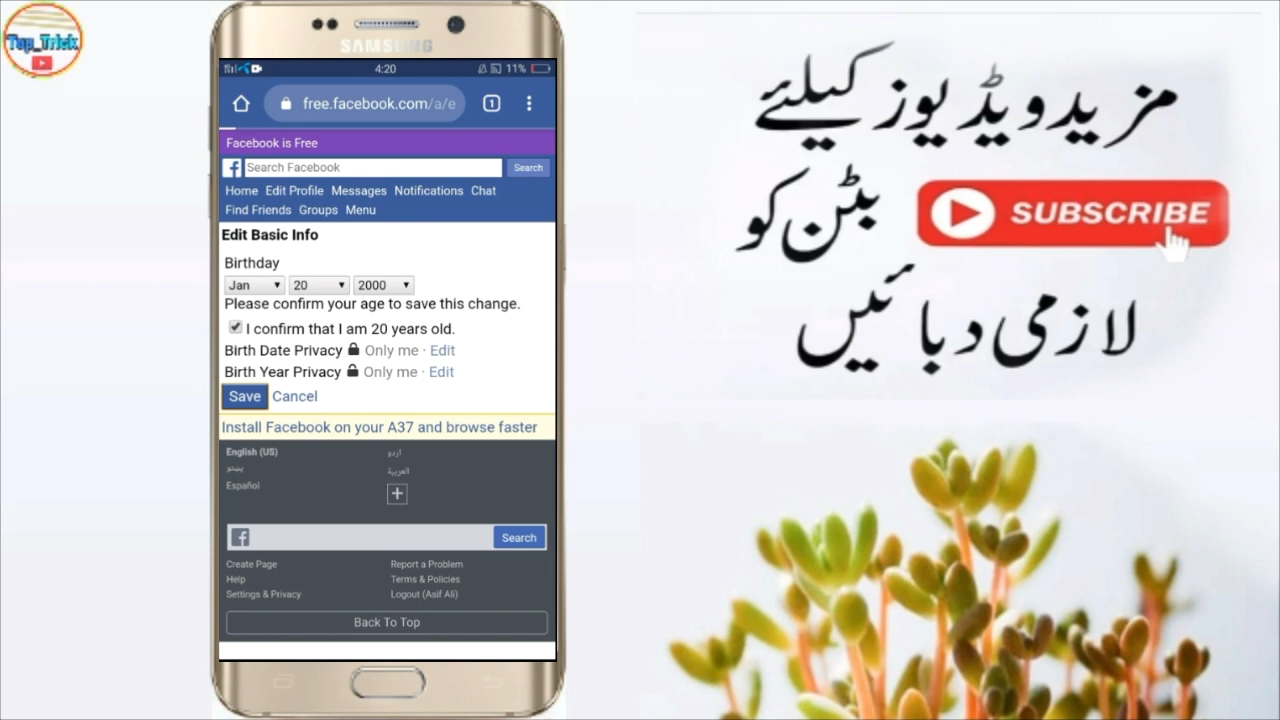 Top_Trick
SAMSUNG
4:20
11%
free.facebook.com/a/e
1
Facebook is Free
Search Facebook
Search
Home Edit Profile Messages Notifications Chat
Find Friends Groups Menu
Edit Basic Info
Birthday
Jan 20 2000
Please confirm your age to save this change.
I confirm that I am 20 years old.
Birth Date Privacy Only me · Edit
Birth Year Privacy Only me · Edit
Save Cancel
Install Facebook on your A37 and browse faster
English (US) اردو
پښتو العربية
Español
Search
Create Page Report a Problem
Help Terms & Policies
Settings & Privacy Logout (Asif Ali)
Back To Top
مزید ویڈیوز کیلئے
SUBSCRIBE بٹن کو
لازمی دبائیں